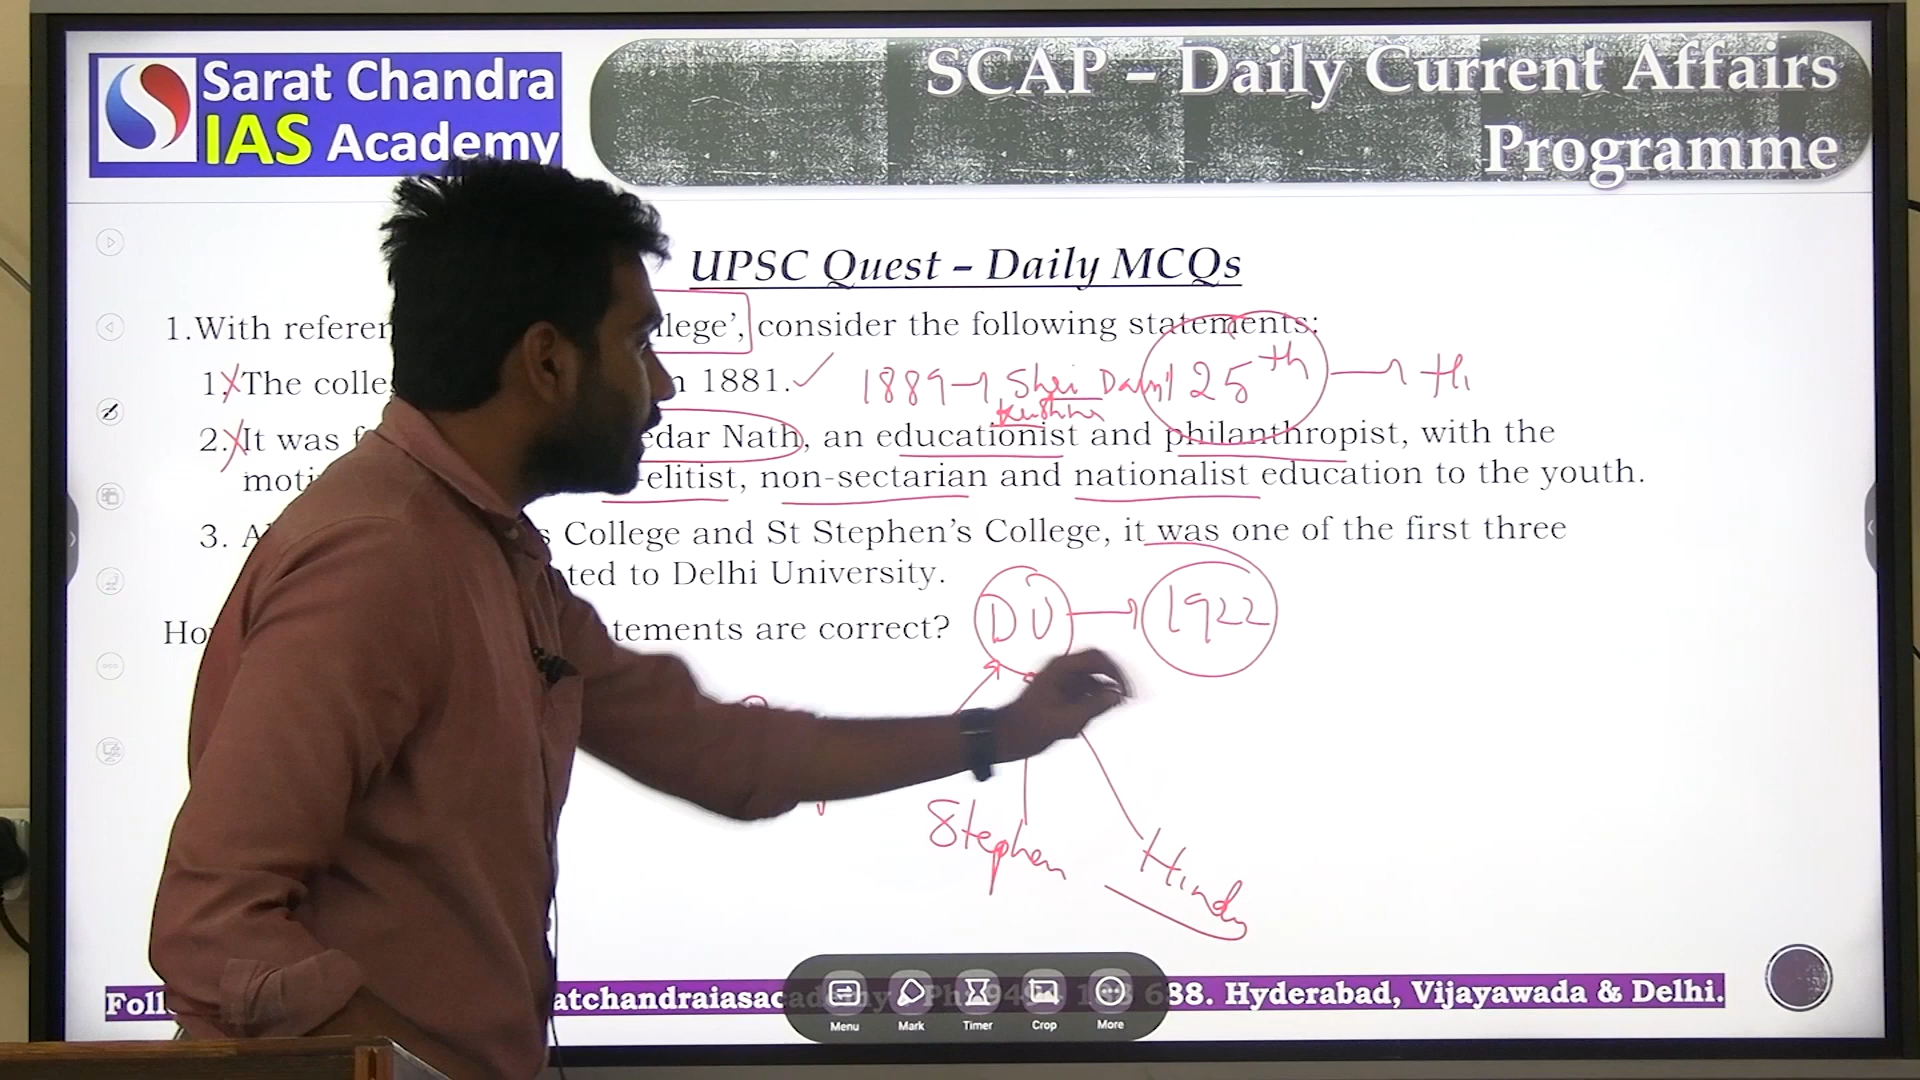 Sarat Chandra
IAS Academy
SCAP – Daily Current Affairs
Programme
UPSC Quest – Daily MCQs
1.With referen llege’, consider the following statements:
1. The colle n 1881. 1889 Shri 25th
Krishna
2. It was f edar Nath, an educationist and philanthropist, with the
moti -elitist, non-sectarian and nationalist education to the youth.
3. A s College and St Stephen’s College, it was one of the first three
ted to Delhi University.
Ho tements are correct? DU 1922
Stephen
Hindu
Foll atchandraiasac 88. Hyderabad, Vijayawada & Delhi.
Menu Mark Timer Crop More